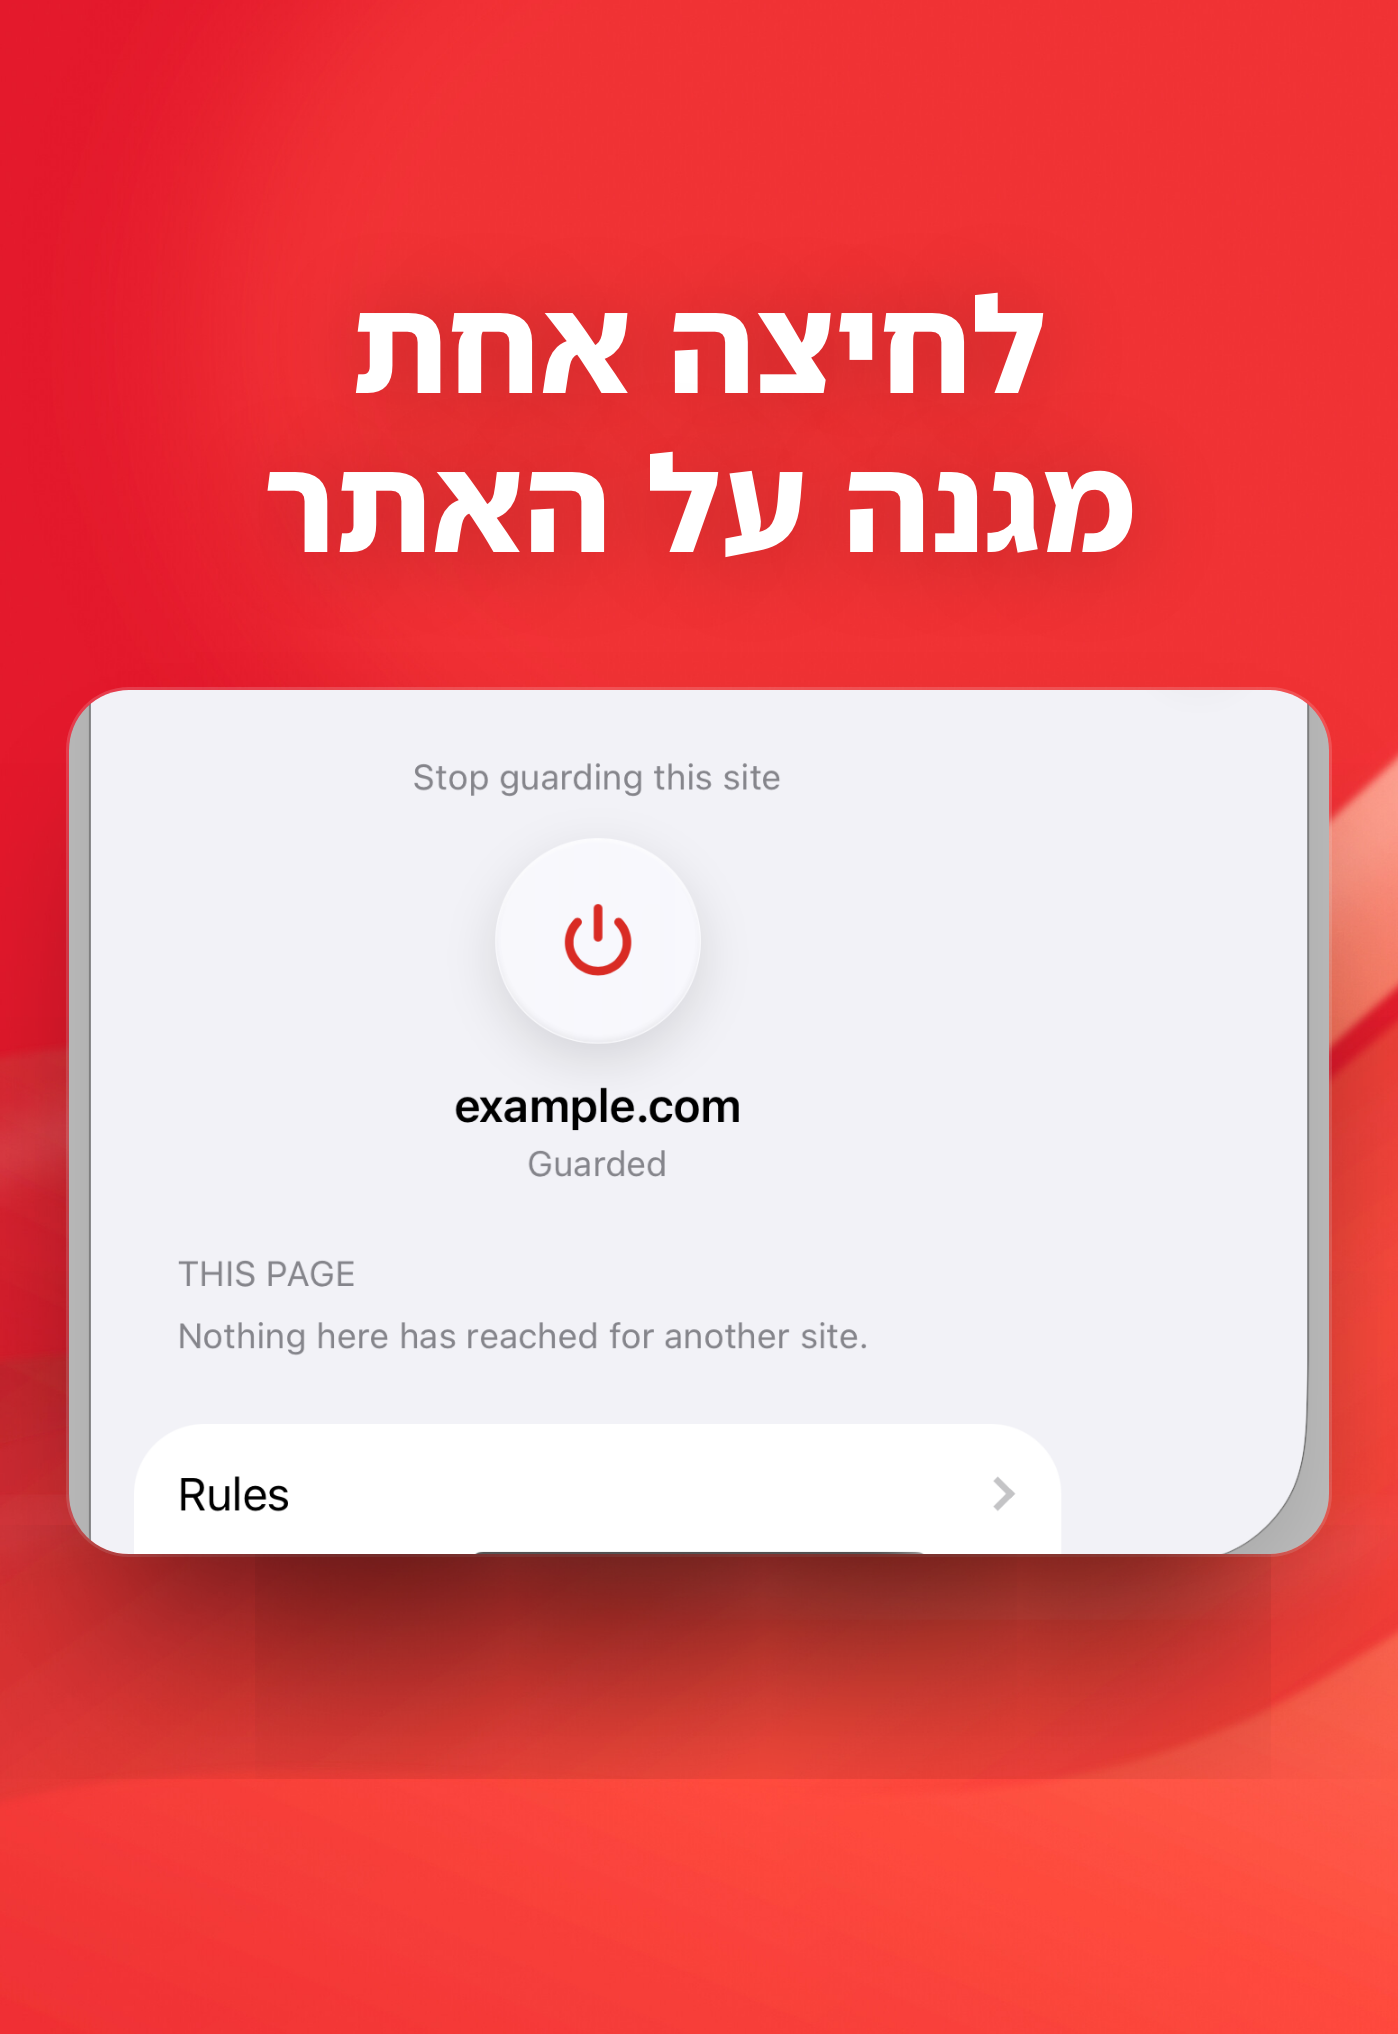 לחיצה אחת
מגנה על האתר
Stop guarding this site
example.com
Guarded
THIS PAGE
Nothing here has reached for another site.
Rules